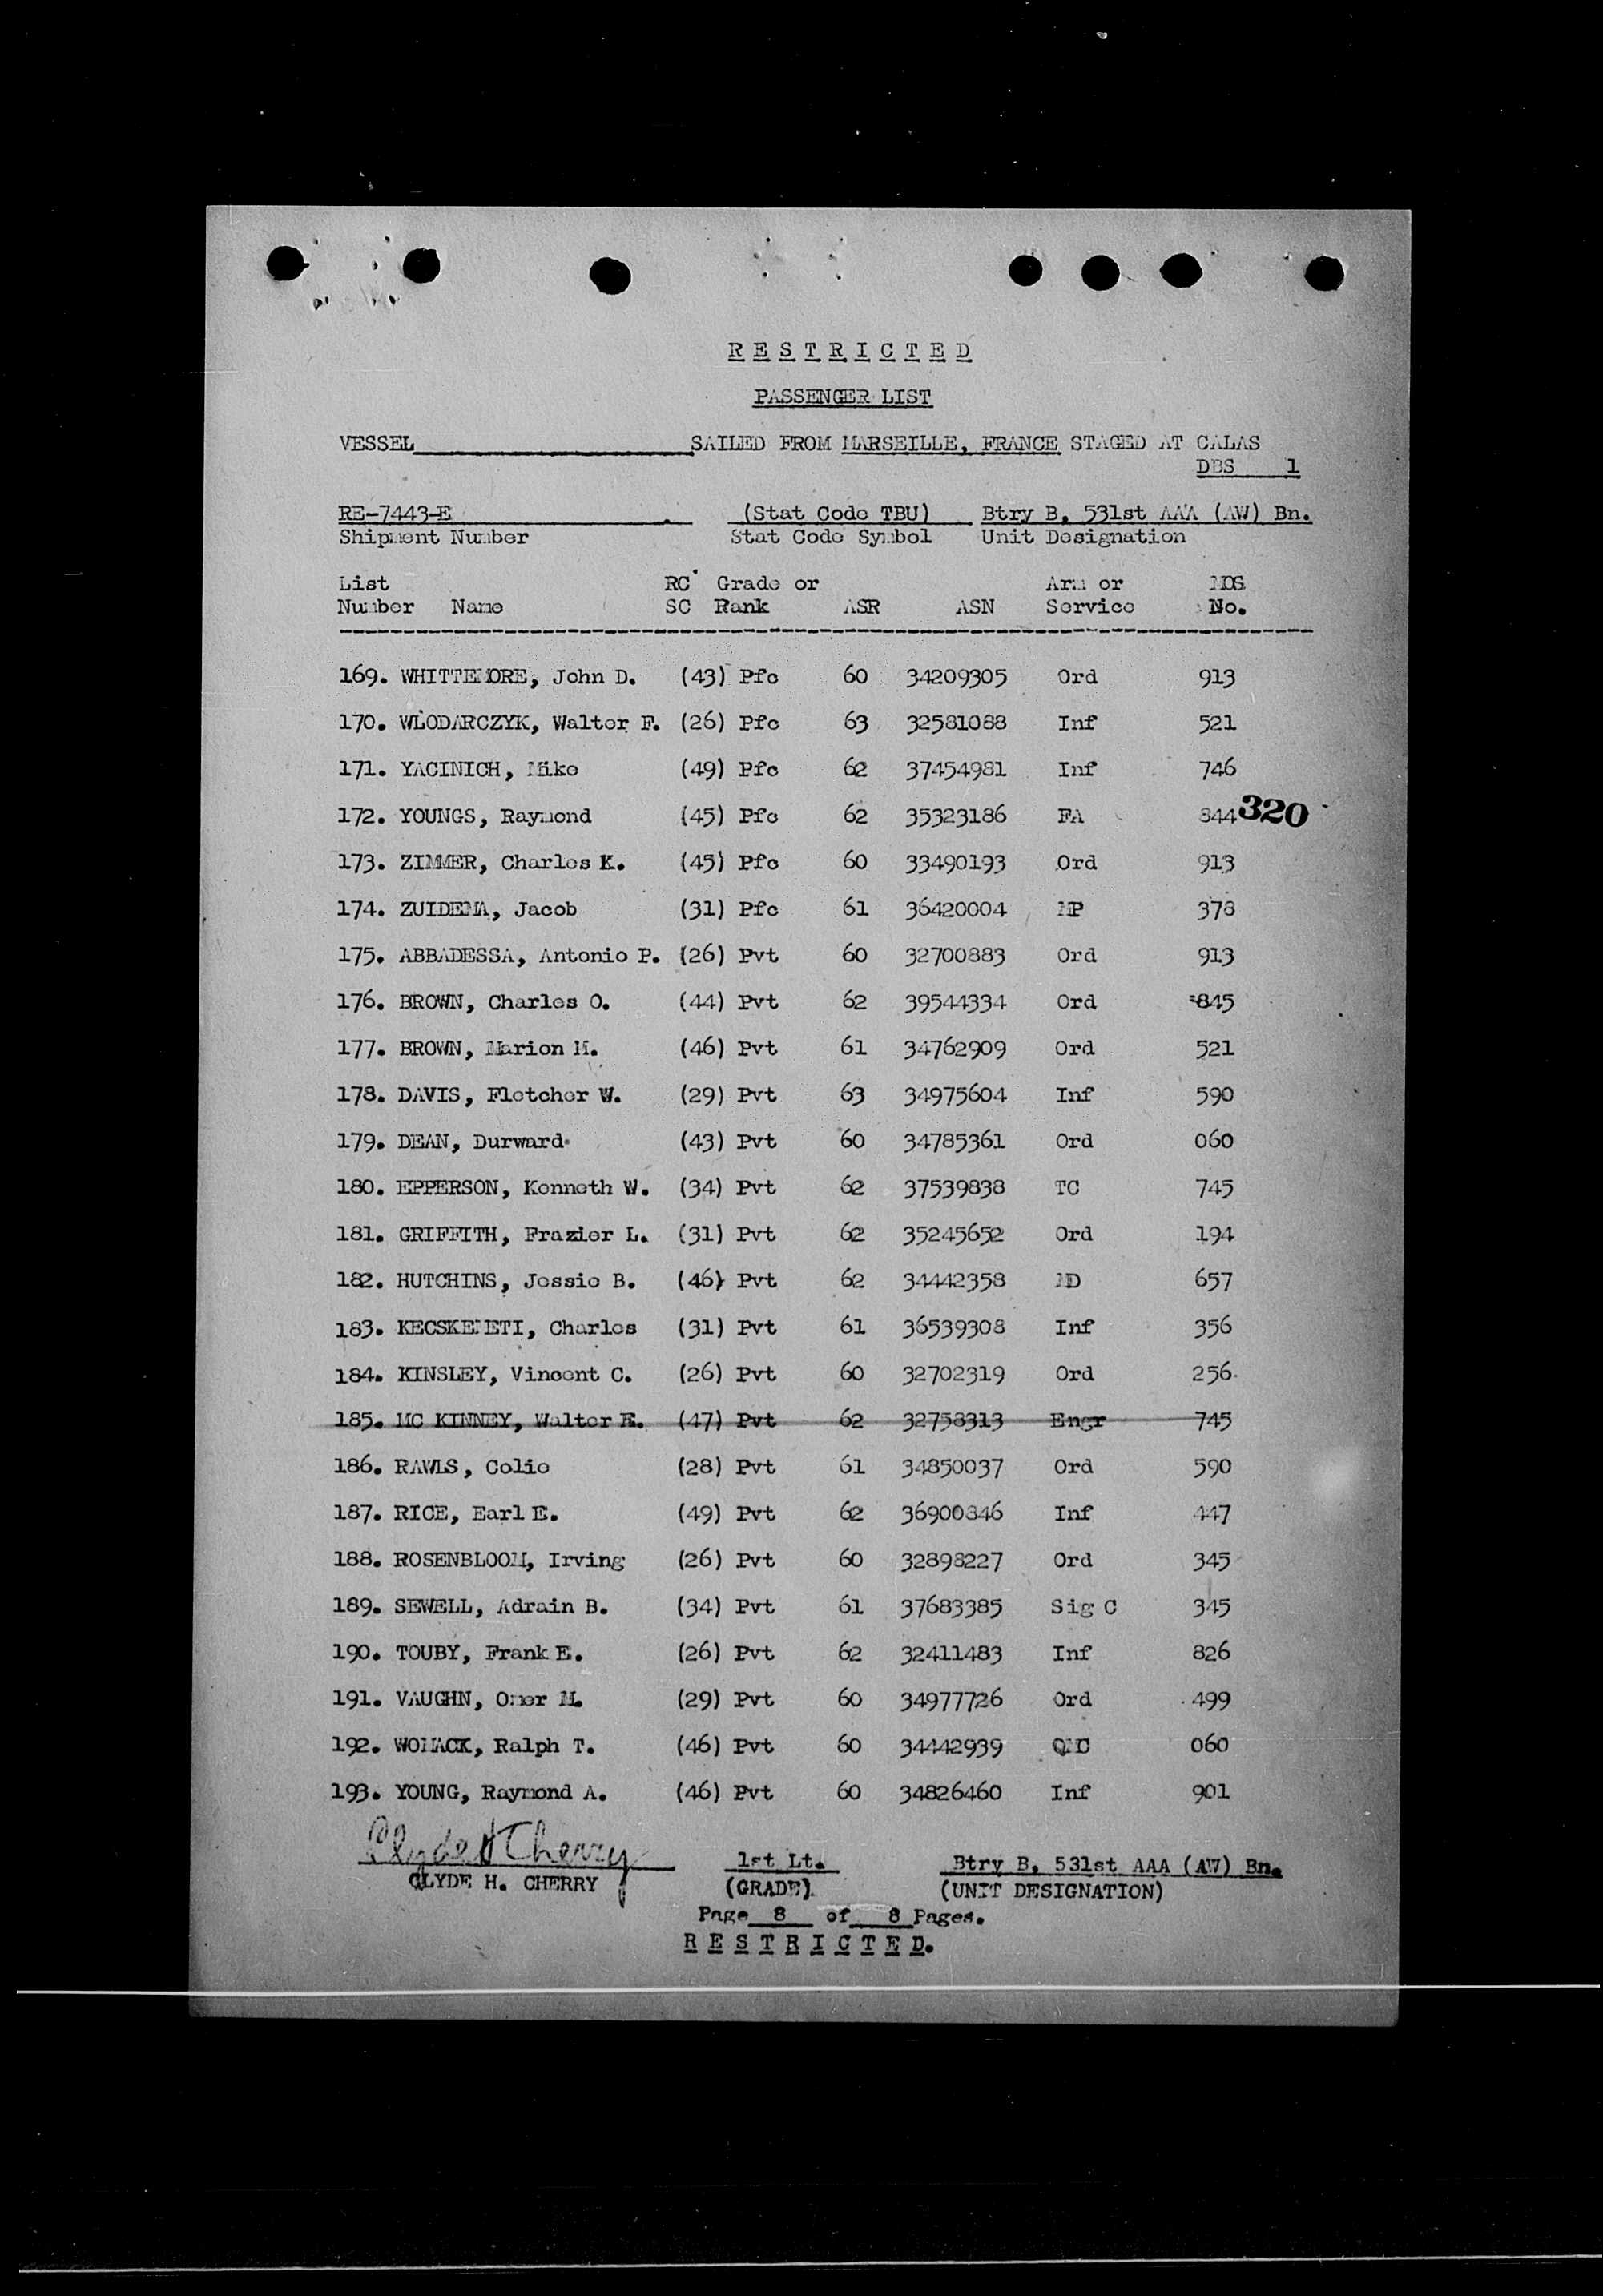 RESTRICTED
PASSENGER LIST
VESSEL SAILED FROM MARSEILLE, FRANCE STAGED AT CALAS
DBS 1
RE-7443-E (Stat Code TBU) Btry B, 531st AAA (AW) Bn.
Shipment Number Stat Code Symbol Unit Designation
List RC Grade or Arm or MOS
Number Name SC Rank ASR ASN Service No.
169. WHITTEMORE, John D. (43) Pfc 60 34209305 Ord 913
170. WLODARCZYK, Walter F. (26) Pfc 63 32581088 Inf 521
171. YACINICH, Mike (49) Pfc 62 37454981 Inf 746
172. YOUNGS, Raymond (45) Pfc 62 35323186 FA 844 320
173. ZIMMER, Charles K. (45) Pfc 60 33490193 Ord 913
174. ZUIDEMA, Jacob (31) Pfc 61 36420004 MP 378
175. ABBADESSA, Antonio P. (26) Pvt 60 32700883 Ord 913
176. BROWN, Charles O. (44) Pvt 62 39544334 Ord 845
177. BROWN, Marion M. (46) Pvt 61 34762909 Ord 521
178. DAVIS, Fletcher W. (29) Pvt 63 34975604 Inf 590
179. DEAN, Durward (43) Pvt 60 34785361 Ord 060
180. EPPERSON, Kenneth W. (34) Pvt 62 37539838 TC 745
181. GRIFFITH, Frazier L. (31) Pvt 62 35245652 Ord 194
182. HUTCHINS, Jessie B. (46) Pvt 62 34442358 MD 657
183. KECSKEMETI, Charles (31) Pvt 61 36539308 Inf 356
184. KINSLEY, Vincent C. (26) Pvt 60 32702319 Ord 256
185. MC KINNEY, Walter E. (47) Pvt 62 32758313 Engr 745
186. RAWLS, Colie (28) Pvt 61 34850037 Ord 590
187. RICE, Earl E. (49) Pvt 62 36900846 Inf 447
188. ROSENBLOOM, Irving (26) Pvt 60 32898227 Ord 345
189. SEWELL, Adrain B. (34) Pvt 61 37683385 Sig C 345
190. TOUBY, Frank E. (26) Pvt 62 32411483 Inf 826
191. VAUGHN, Omer M. (29) Pvt 60 34977726 Ord 499
192. WOMACK, Ralph T. (46) Pvt 60 34442939 QMC 060
193. YOUNG, Raymond A. (46) Pvt 60 34826460 Inf 901
Clyde H Cherry 1st Lt. Btry B, 531st AAA (AW) Bn.
CLYDE H. CHERRY (GRADE). (UNIT DESIGNATION)
Page 8 of 8 Pages.
RESTRICTED.